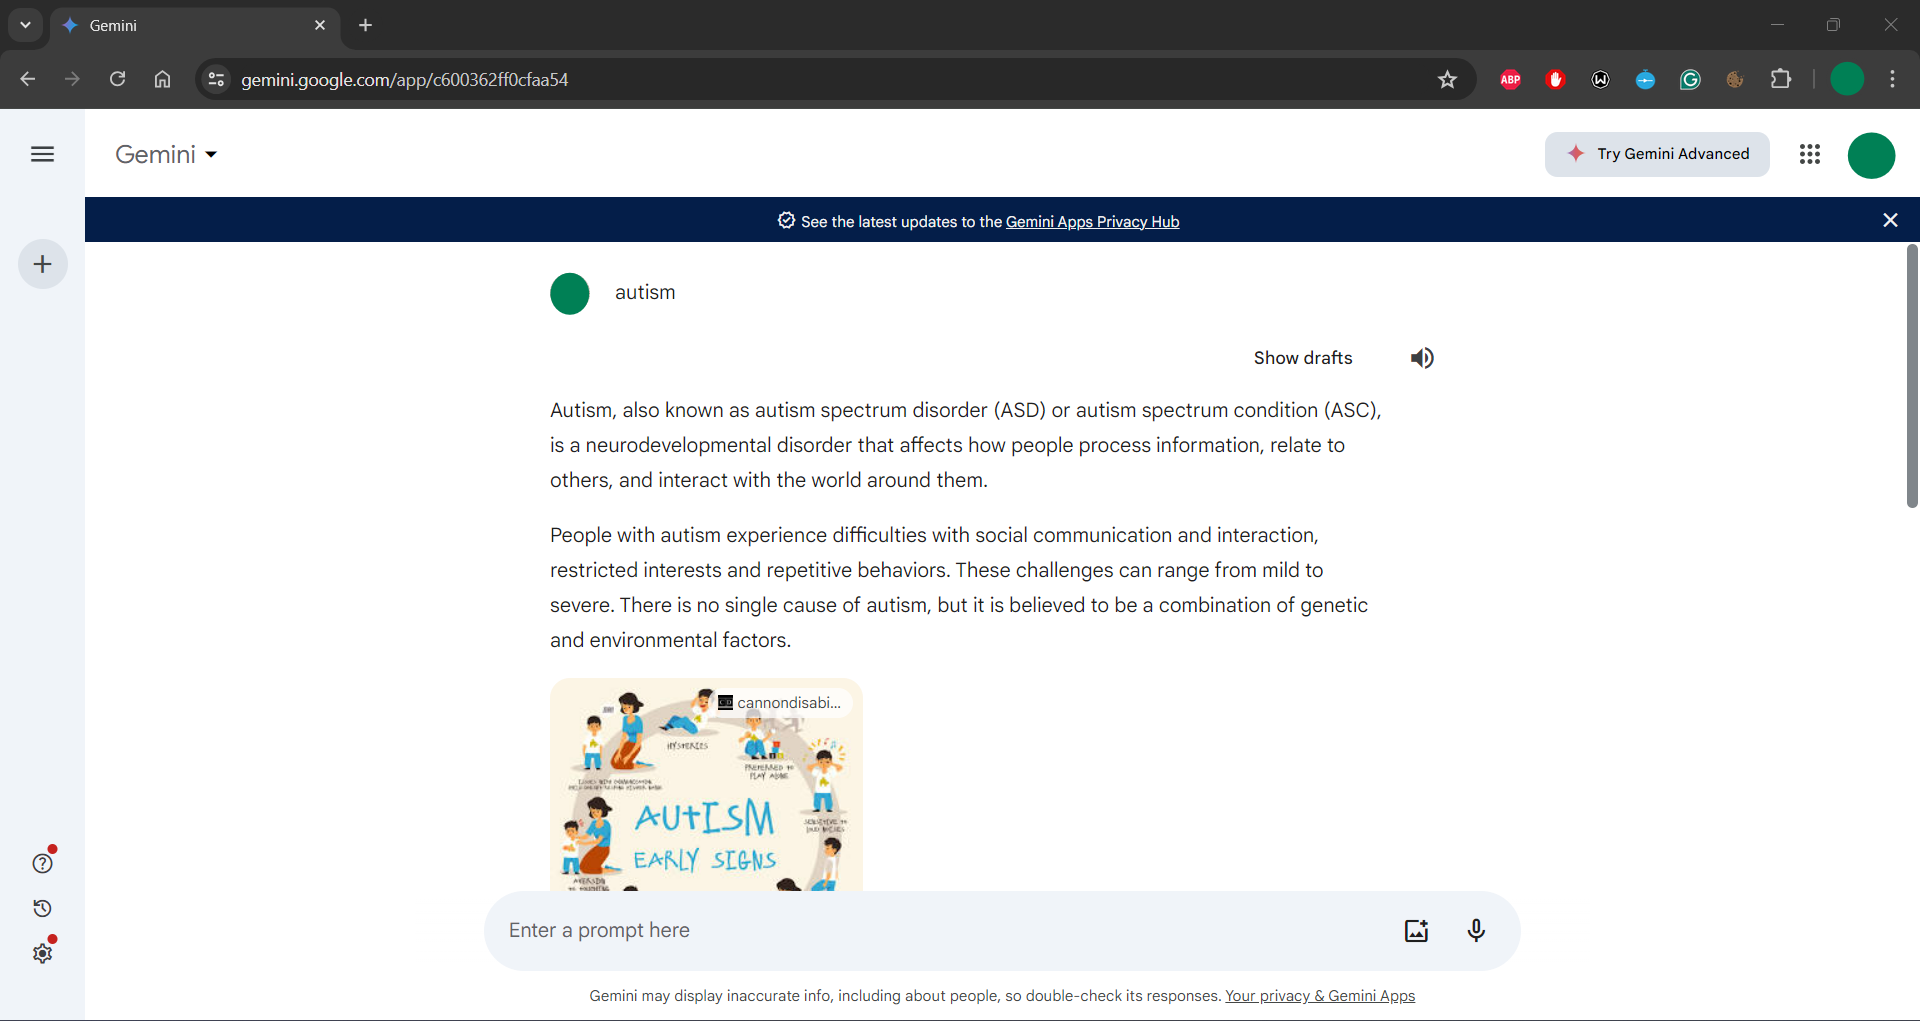 Gemini
gemini.google.com/app/c600362ff0cfaa54
ABP
Gemini
Try Gemini Advanced
See the latest updates to the Gemini Apps Privacy Hub
autism
Show drafts
Autism, also known as autism spectrum disorder (ASD) or autism spectrum condition (ASC),
is a neurodevelopmental disorder that affects how people process information, relate to
others, and interact with the world around them.
People with autism experience difficulties with social communication and interaction,
restricted interests and repetitive behaviors. These challenges can range from mild to
severe. There is no single cause of autism, but it is believed to be a combination of genetic
and environmental factors.
cannondisabi...
HYSTERICS
PREFERRED TO
PLAY ALONE
AUTISM
SENSITIVE TO
LOUD NOISES
EARLY SIGNS
AVERSION
TO TOUCHING
Enter a prompt here
Gemini may display inaccurate info, including about people, so double-check its responses. Your privacy & Gemini Apps